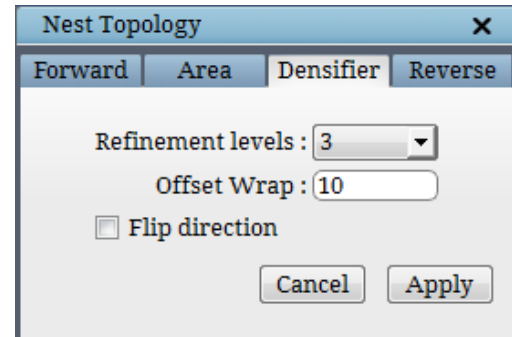 Nest Topology
Forward Area Densifier Reverse
Refinement levels : 3
Offset Wrap : 10
Flip direction
Cancel Apply